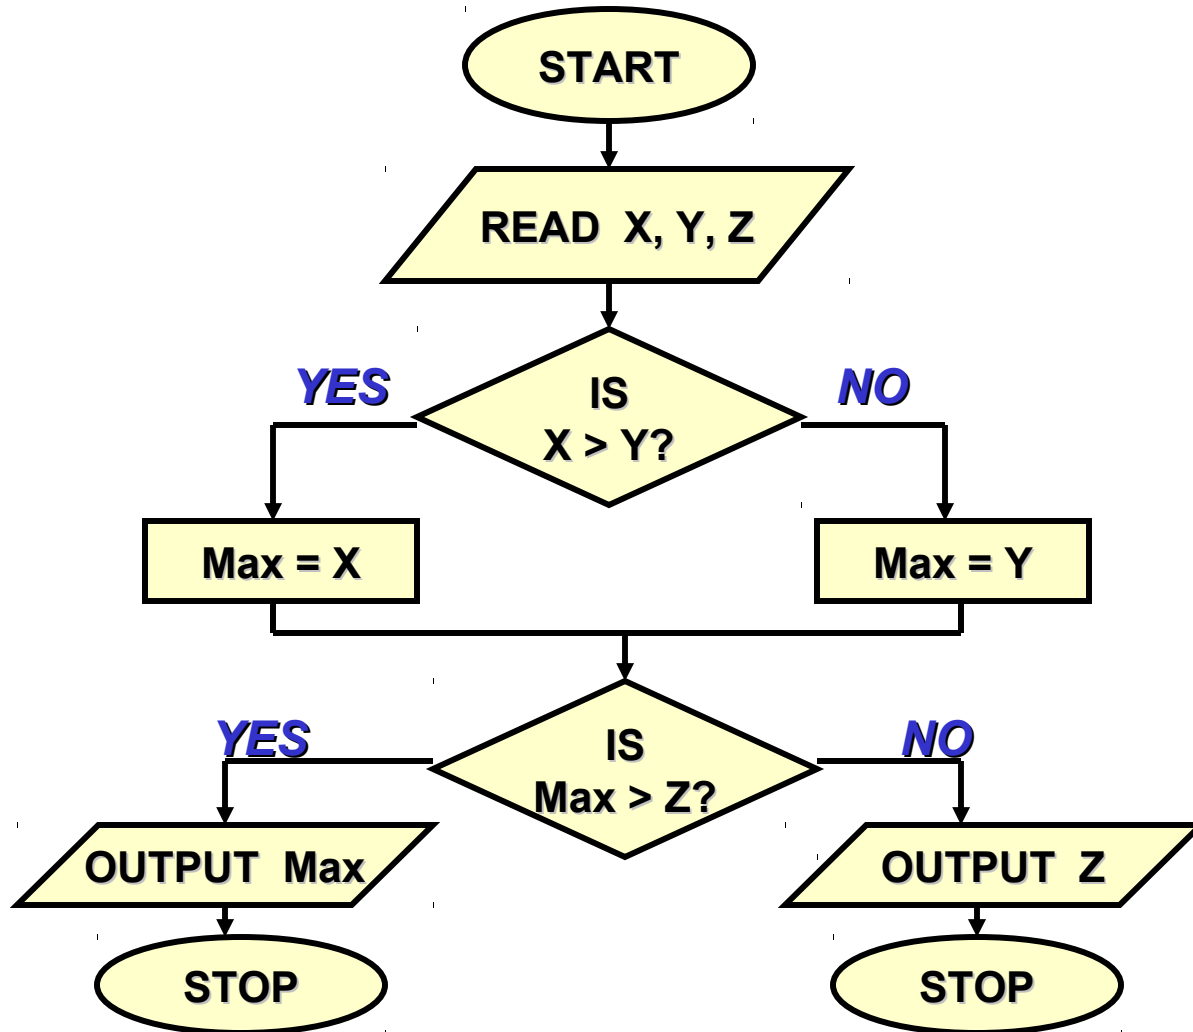 START
READ X, Y, Z
YES
NO
IS
X > Y?
Max = X
Max = Y
YES
NO
IS
Max > Z?
OUTPUT Max
OUTPUT Z
STOP
STOP